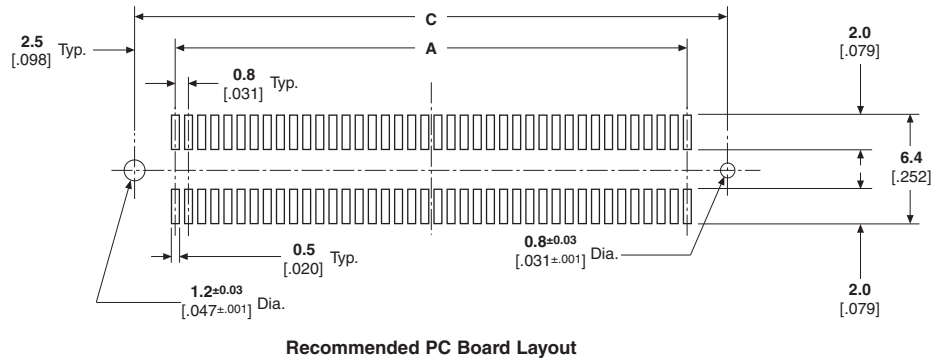 C
2.5
[.098] Typ.
A
2.0
[.079]
0.8
[.031] Typ.
6.4
[.252]
0.5
[.020] Typ.
0.8±0.03
[.031±.001] Dia.
1.2±0.03
[.047±.001] Dia.
2.0
[.079]
Recommended PC Board Layout